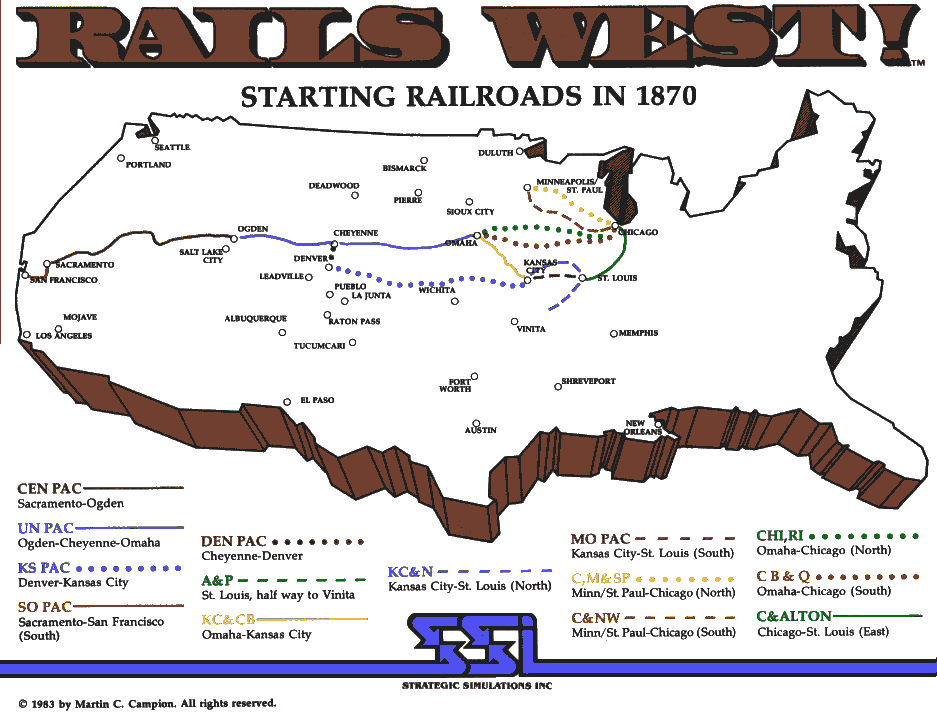 RAILS WEST!™
STARTING RAILROADS IN 1870
SEATTLE
PORTLAND
DULUTH
BISMARCK
MINNEAPOLIS/
ST. PAUL
DEADWOOD
PIERRE
SIOUX CITY
OGDEN
CHEYENNE
OMAHA
CHICAGO
SALT LAKE
CITY
DENVER
SACRAMENTO
SAN FRANCISCO
LEADVILLE
KANSAS
CITY
ST. LOUIS
PUEBLO
LA JUNTA
WICHITA
MOJAVE
LOS ANGELES
ALBUQUERQUE
RATON PASS
VINITA
MEMPHIS
TUCUMCARI
FORT
WORTH
SHREVEPORT
EL PASO
AUSTIN
NEW
ORLEANS
CEN PAC
Sacramento-Ogden
UN PAC
Ogden-Cheyenne-Omaha
KS PAC
Denver-Kansas City
SO PAC
Sacramento-San Francisco
(South)
DEN PAC
Cheyenne-Denver
A&P
St. Louis, half way to Vinita
KC&CB
Omaha-Kansas City
KC&N
Kansas City-St. Louis (North)
MO PAC
Kansas City-St. Louis (South)
C,M&SP
Minn/St. Paul-Chicago (North)
C&NW
Minn/St. Paul-Chicago (South)
CHI,RI
Omaha-Chicago (North)
C B & Q
Omaha-Chicago (South)
C&ALTON
Chicago-St. Louis (East)
SSI
STRATEGIC SIMULATIONS INC
© 1983 by Martin C. Campion. All rights reserved.